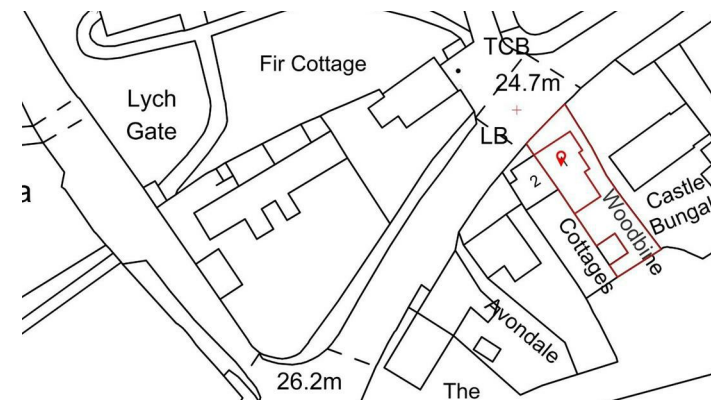 TCB
Fir Cottage
24.7m
Lych
Gate
LB
2
a
Castle
Bungal
Woodbine
Cottages
Avondale
26.2m
The